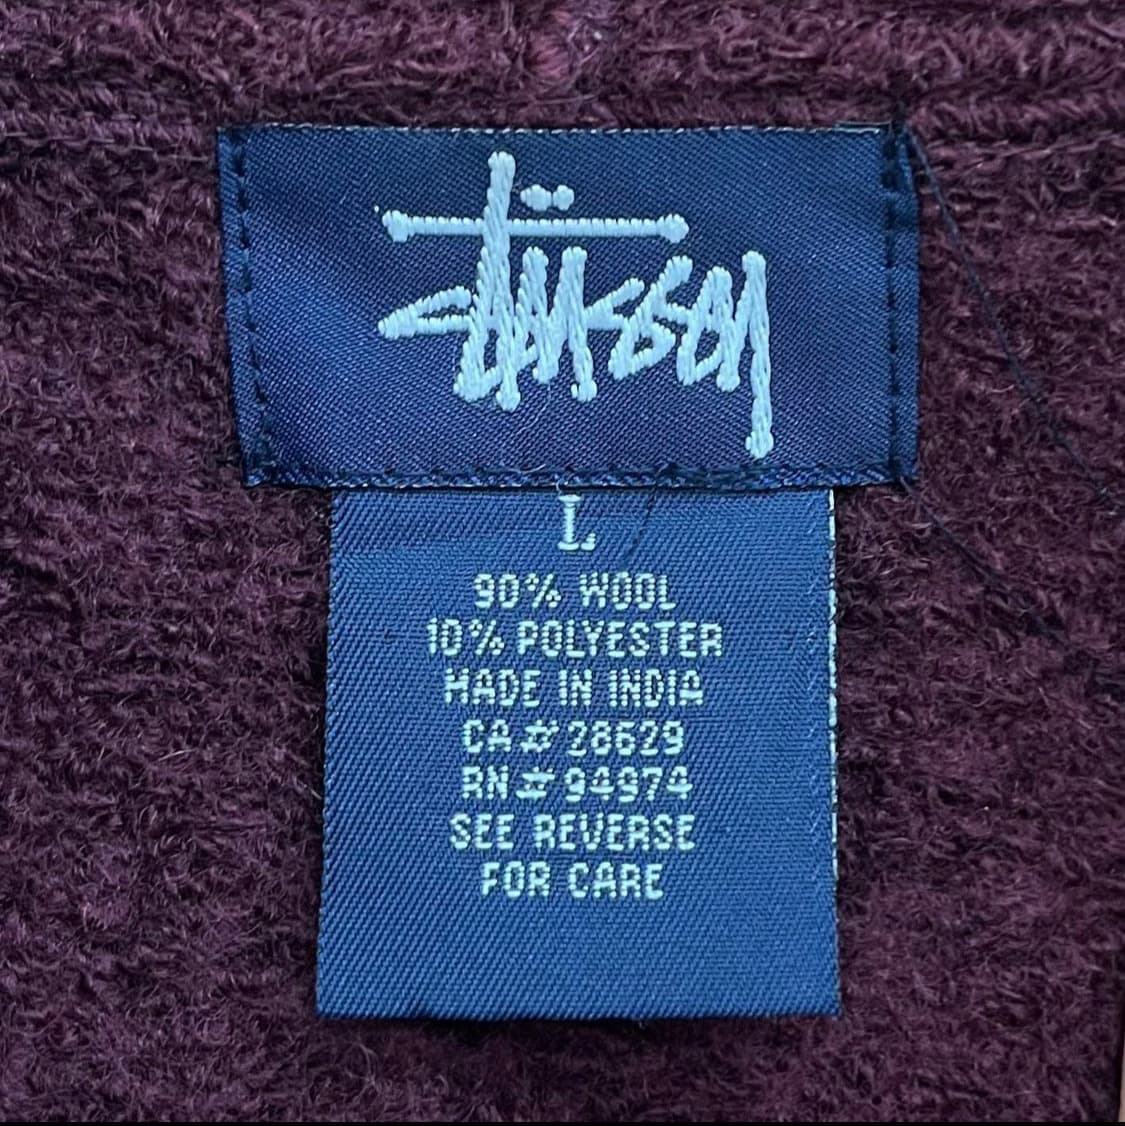 Stüssy
L
90% WOOL
10% POLYESTER
MADE IN INDIA
CA# 28629
RN# 94974
SEE REVERSE
FOR CARE